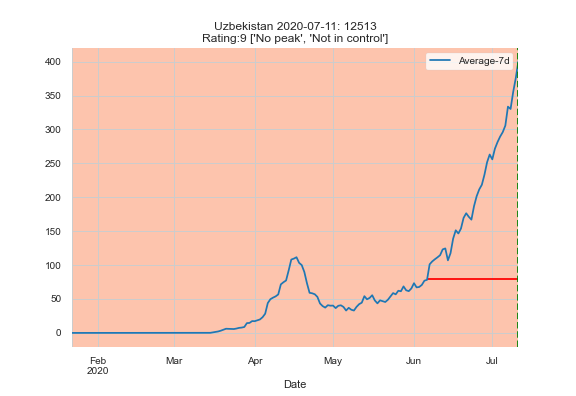 Uzbekistan 2020-07-11: 12513
Rating:9 ['No peak', 'Not in control']
Average-7d
400
350
300
250
200
150
100
50
0
Feb
2020
Mar
Apr
May
Jun
Jul
Date